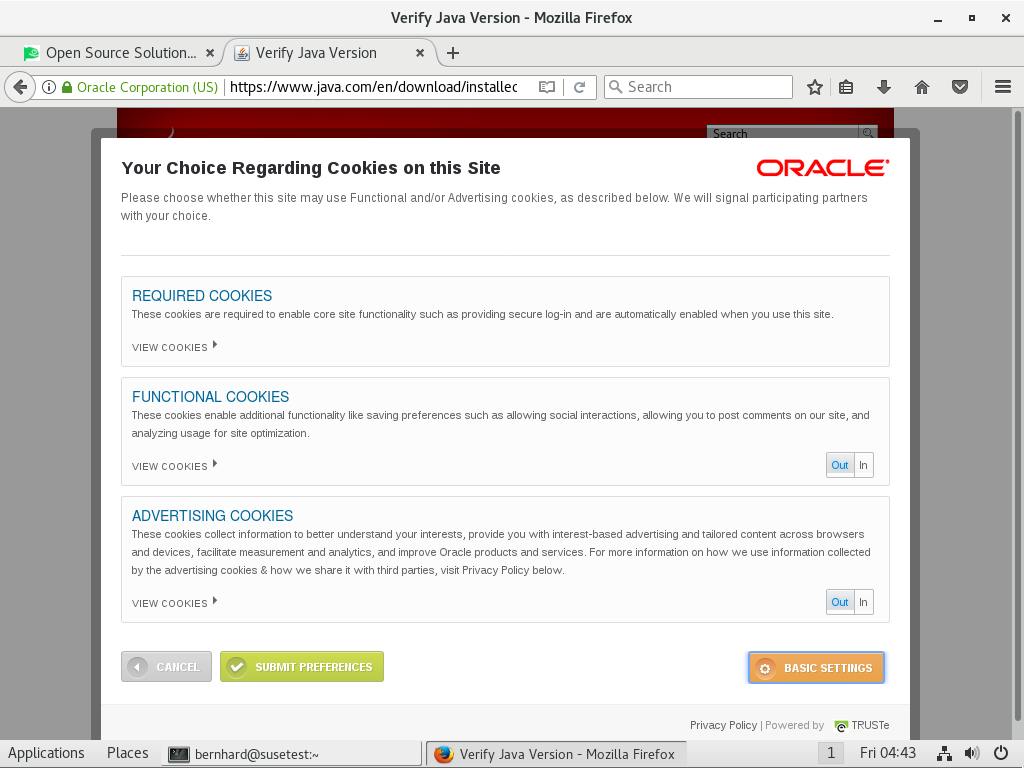 Verify Java Version - Mozilla Firefox
Open Source Solution...
Verify Java Version
Oracle Corporation (US)
https://www.java.com/en/download/installec
Search
Search
Your Choice Regarding Cookies on this Site
ORACLE
Please choose whether this site may use Functional and/or Advertising cookies, as described below. We will signal participating partners
with your choice.
REQUIRED COOKIES
These cookies are required to enable core site functionality such as providing secure log-in and are automatically enabled when you use this site.
VIEW COOKIES
FUNCTIONAL COOKIES
These cookies enable additional functionality like saving preferences such as allowing social interactions, allowing you to post comments on our site, and
analyzing usage for site optimization.
VIEW COOKIES
Out In
ADVERTISING COOKIES
These cookies collect information to better understand your interests, provide you with interest-based advertising and tailored content across browsers
and devices, facilitate measurement and analytics, and improve Oracle products and services. For more information on how we use information collected
by the advertising cookies & how we share it with third parties, visit Privacy Policy below.
VIEW COOKIES
Out In
CANCEL
SUBMIT PREFERENCES
BASIC SETTINGS
Privacy Policy | Powered by TRUSTe
Applications Places bernhard@susetest:~ Verify Java Version - Mozilla Firefox 1 Fri 04:43